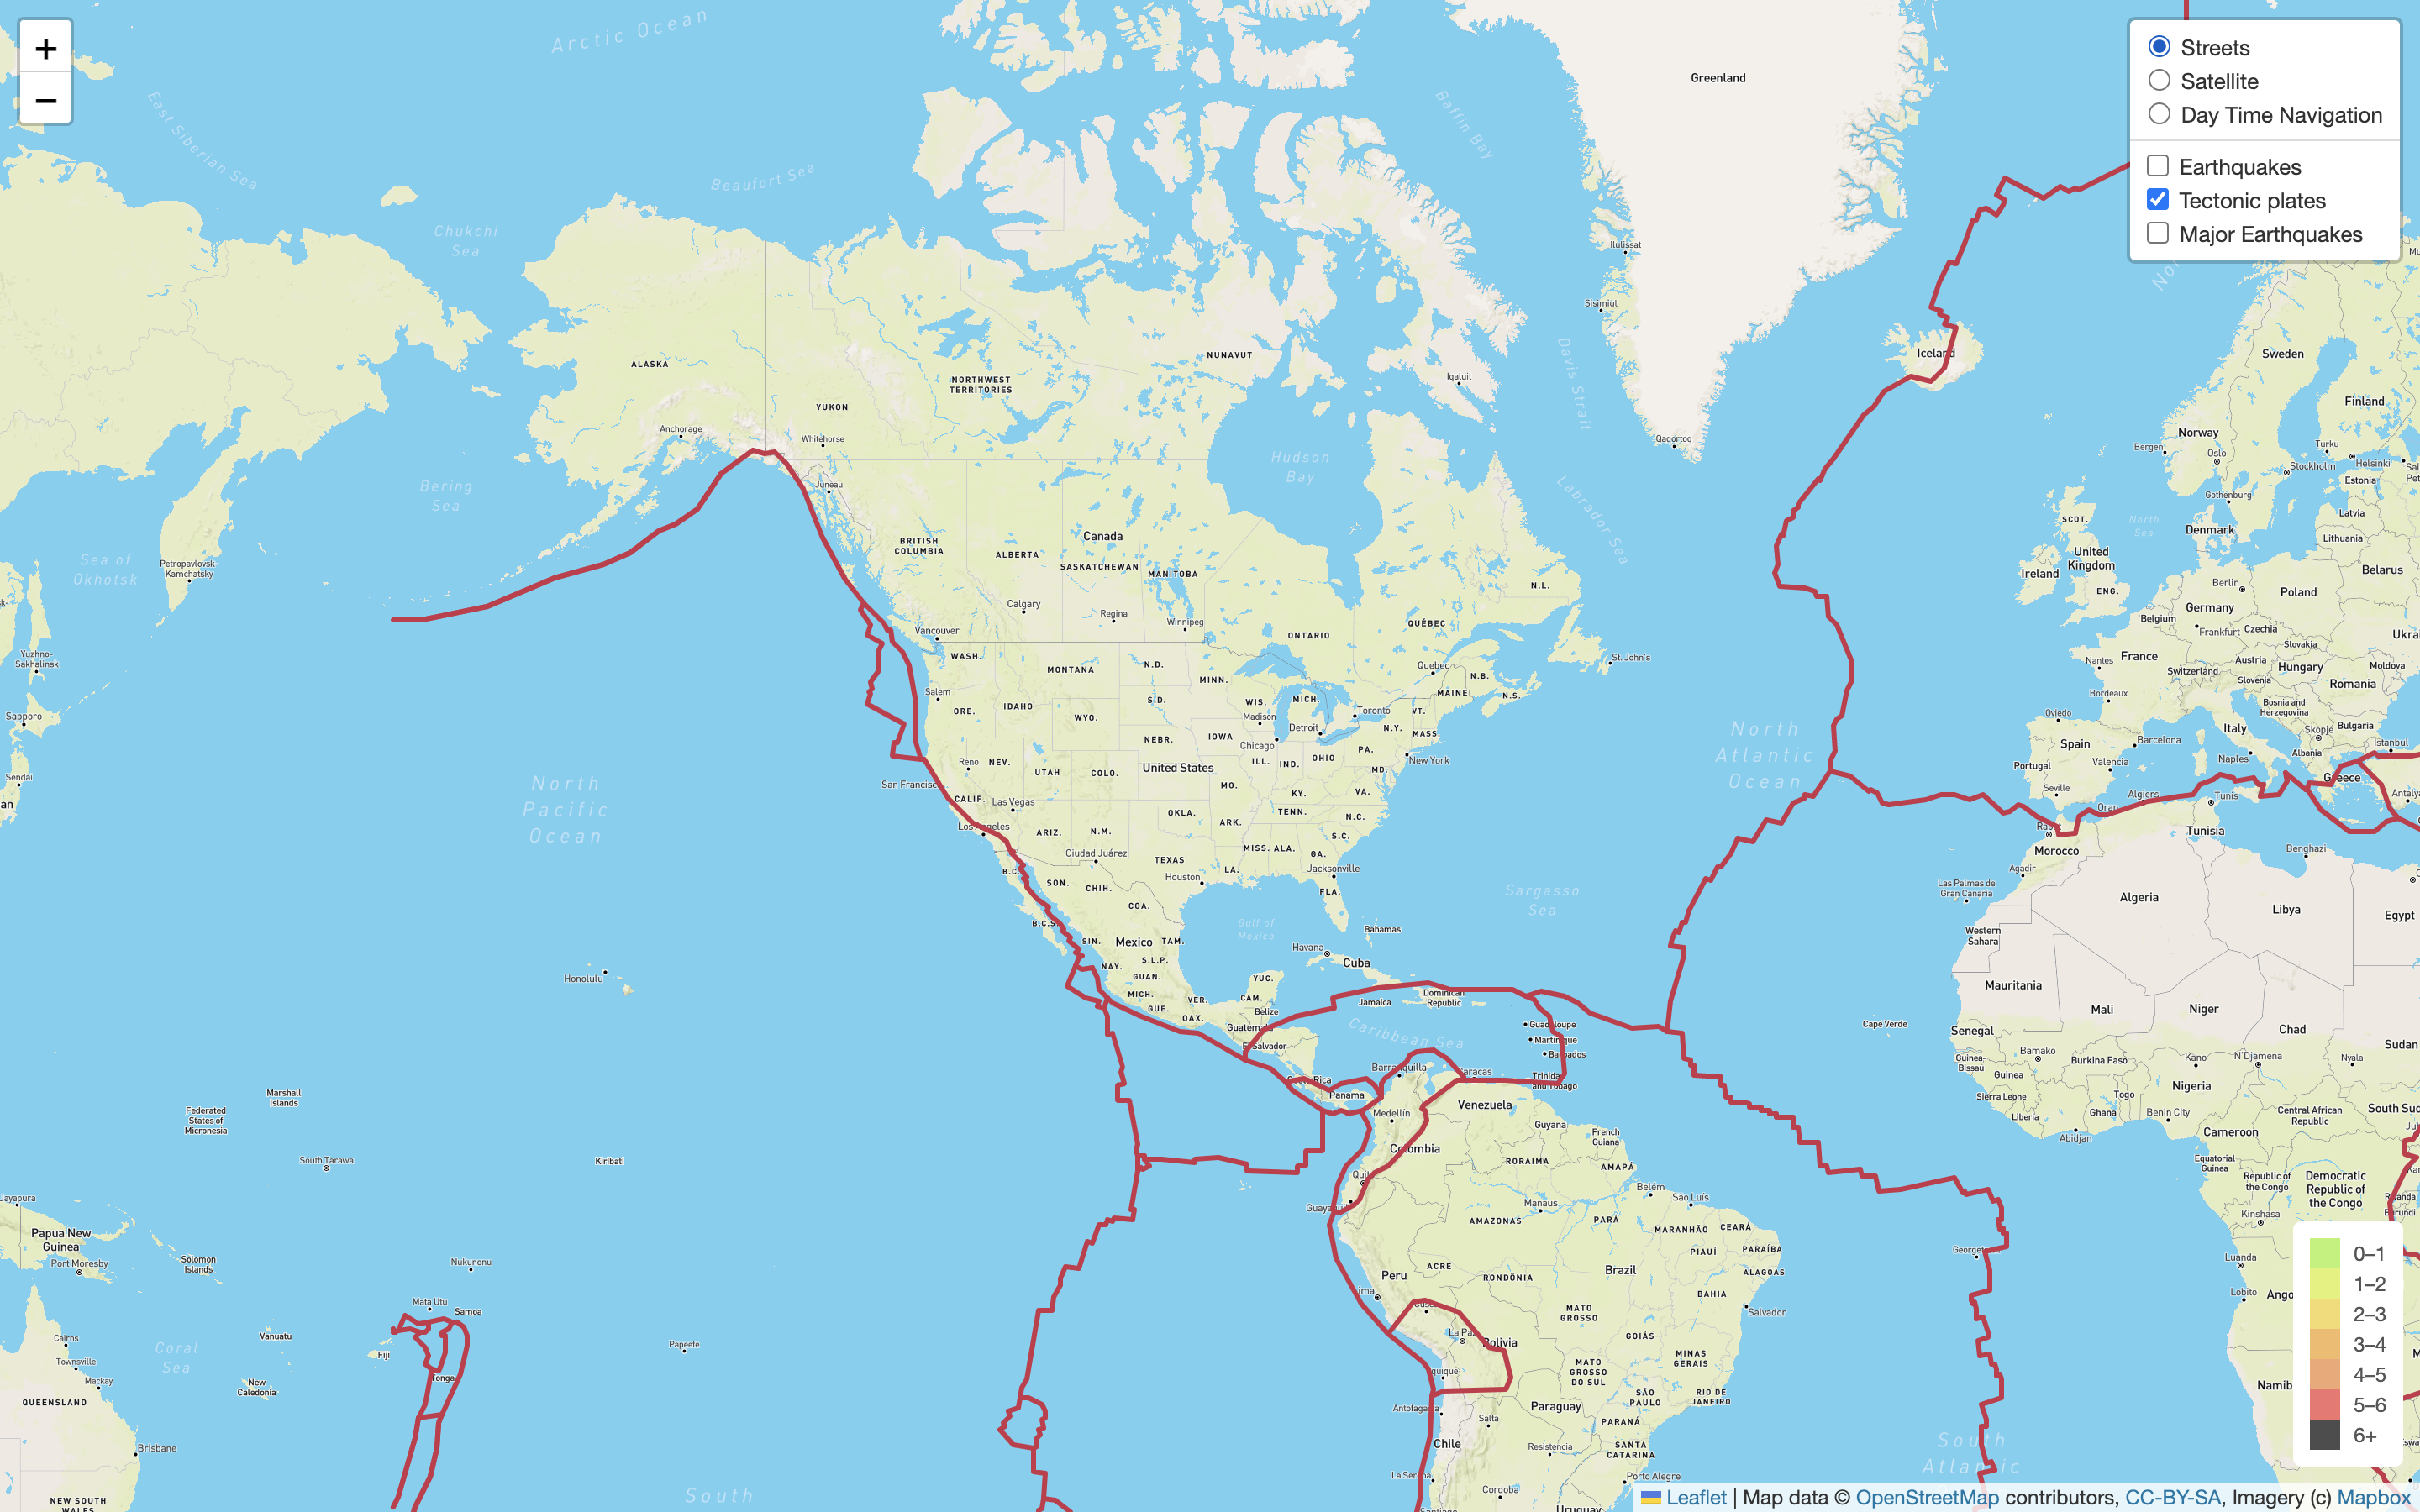 +
−
Streets
Satellite
Day Time Navigation
Earthquakes
Tectonic plates
Major Earthquakes
Arctic Ocean
East Siberian Sea
Beaufort Sea
Baffin Bay
Greenland
Chukchi
Sea
Ilulissat
Sisimiut
Davis Strait
Iceland
Sweden
Finland
ALASKA
NUNAVUT
NORTHWEST
TERRITORIES
Iqaluit
YUKON
Anchorage
Whitehorse
Qaqortoq
Norway
Bergen
Oslo
Turku
Helsinki
Stockholm
Estonia
Hudson
Bay
Bering
Sea
Juneau
Labrador Sea
Gothenburg
Latvia
SCOT.
North
Sea
Denmark
Lithuania
BRITISH
COLUMBIA
ALBERTA
Canada
SASKATCHEWAN
MANITOBA
Sea of
Okhotsk
Petropavlovsk-
Kamchatsky
United
Kingdom
Ireland
ENG.
Berlin
Poland
Belarus
N.L.
Germany
Belgium
Frankfurt
Czechia
Calgary
Regina
Winnipeg
Vancouver
ONTARIO
QUÉBEC
Slovakia
Ukra
Yuzhno-
Sakhalinsk
WASH.
MONTANA
N.D.
MINN.
Quebec
N.B.
St. John's
Nantes
France
Austria
Switzerland
Hungary
Slovenia
Moldova
Romania
Salem
ORE.
IDAHO
WYO.
S.D.
WIS.
Madison
MICH.
Detroit
Toronto
MAINE
VT.
N.S.
N.Y.
MASS.
Bordeaux
Bosnia and
Herzegovina
Sapporo
Oviedo
Italy
Skopje
Bulgaria
North
Atlantic
Ocean
NEBR.
IOWA
Chicago
PA.
New York
Spain
Barcelona
Albania
Istanbul
Reno
NEV.
UTAH
COLO.
United States
ILL.
IND.
OHIO
MD.
Portugal
Valencia
Naples
Greece
Sendai
San Francisc
North
Pacific
Ocean
CALIF.
Las Vegas
MO.
KY.
VA.
Seville
Oran
Algiers
Tunis
Antaly
Los Angeles
ARIZ.
N.M.
OKLA.
ARK.
TENN.
N.C.
S.C.
Tunisia
Morocco
Benghazi
Ciudad Juárez
TEXAS
MISS.
ALA.
GA.
Jacksonville
B.C.
SON.
CHIH.
Houston
LA.
FLA.
Sargasso
Sea
Agadir
Las Palmas de
Gran Canaria
Algeria
Libya
Egypt
COA.
B.C.S.
SIN.
Mexico
TAM.
Gulf of
Mexico
Bahamas
Western
Sahara
Honolulu
NAY.
S.L.P.
GUAN.
Havana
Cuba
YUC.
CAM.
Mauritania
Mali
Niger
Chad
MICH.
GUE.
VER.
OAX.
Belize
Guatemala
El Salvador
Jamaica
Dominican
Republic
Caribbean Sea
Guadeloupe
Martinique
Barbados
Cape Verde
Senegal
Sudan
Guinea-
Bissau
Bamako
Burkina Faso
Kano
N'Djamena
Nyala
Guinea
Nigeria
Costa Rica
Panama
Barranquilla
Caracas
Trinidad
and Tobago
Venezuela
Sierra Leone
Liberia
Togo
Ghana
Abidjan
Benin City
Central African
Republic
South Suc
Cameroon
Marshall
Islands
Federated
States of
Micronesia
Medellín
Colombia
Guyana
French
Guiana
South Tarawa
Kiribati
RORAIMA
AMAPÁ
Equatorial
Guinea
Republic of
the Congo
Democratic
Republic of
the Congo
Rwanda
Burundi
Jayapura
Quito
Manaus
Belém
São Luís
Kinshasa
Papua New
Guinea
Port Moresby
Solomon
Islands
Nukunonu
AMAZONAS
PARÁ
MARANHÃO
CEARÁ
PIAUÍ
PARAÍBA
ALAGOAS
Georget
Luanda
Lobito
Ango
Peru
ACRE
RONDÔNIA
Brazil
BAHIA
Salvador
Mata Utu
Samoa
Cairns
Townsville
Mackay
Coral
Sea
Vanuatu
Fiji
Tonga
New
Caledonia
Papeete
La Paz
Bolivia
MATO
GROSSO
GOIÁS
MINAS
GERAIS
MATO
GROSSO
DO SUL
SÃO
PAULO
RIO DE
JANEIRO
Namib
QUEENSLAND
Antofagasta
Salta
Paraguay
PARANÁ
Chile
Resistencia
SANTA
CATARINA
Brisbane
La Serena
Cordoba
Porto Alegre
South
Atlantic
NEW SOUTH
WALES
South
Santiago
Uruguay
0–1
1–2
2–3
3–4
4–5
5–6
6+
Leaflet | Map data © OpenStreetMap contributors, CC-BY-SA, Imagery (c) Mapbox